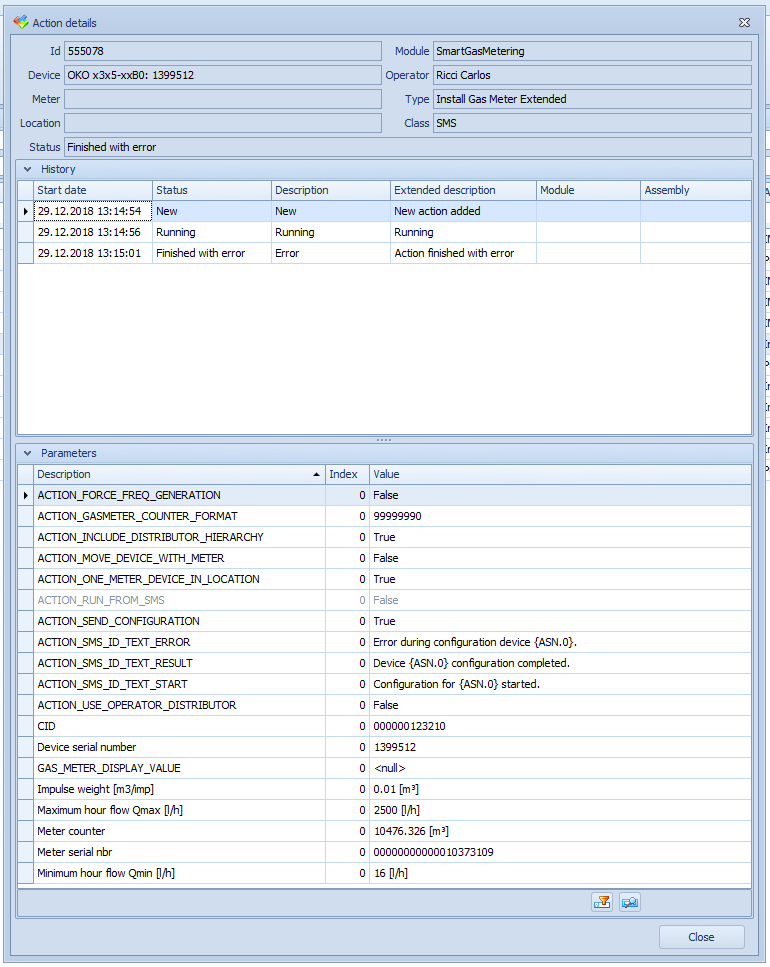 Action details
Id 555078 Module SmartGasMetering
Device OKO x3x5-xxB0: 1399512 Operator Ricci Carlos
Meter Type Install Gas Meter Extended
Location Class SMS
Status Finished with error
History
Start date Status Description Extended description Module Assembly
29.12.2018 13:14:54 New New New action added
29.12.2018 13:14:56 Running Running Running
29.12.2018 13:15:01 Finished with error Error Action finished with error
Parameters
Description Index Value
ACTION_FORCE_FREQ_GENERATION 0 False
ACTION_GASMETER_COUNTER_FORMAT 0 99999990
ACTION_INCLUDE_DISTRIBUTOR_HIERARCHY 0 True
ACTION_MOVE_DEVICE_WITH_METER 0 False
ACTION_ONE_METER_DEVICE_IN_LOCATION 0 True
ACTION_RUN_FROM_SMS 0 False
ACTION_SEND_CONFIGURATION 0 True
ACTION_SMS_ID_TEXT_ERROR 0 Error during configuration device {ASN.0}.
ACTION_SMS_ID_TEXT_RESULT 0 Device {ASN.0} configuration completed.
ACTION_SMS_ID_TEXT_START 0 Configuration for {ASN.0} started.
ACTION_USE_OPERATOR_DISTRIBUTOR 0 False
CID 0 000000123210
Device serial number 0 1399512
GAS_METER_DISPLAY_VALUE 0 <null>
Impulse weight [m3/imp] 0 0.01 [m³]
Maximum hour flow Qmax [l/h] 0 2500 [l/h]
Meter counter 0 10476.326 [m³]
Meter serial nbr 0 00000000000010373109
Minimum hour flow Qmin [l/h] 0 16 [l/h]
Close